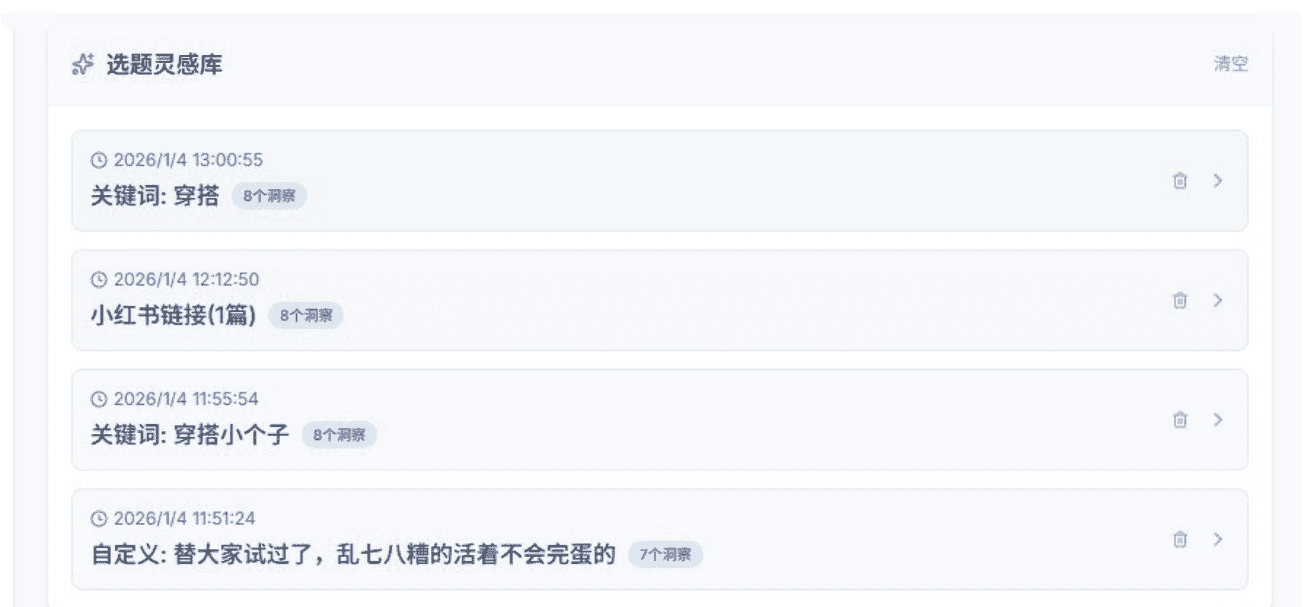 选题灵感库
清空
2026/1/4 13:00:55
关键词: 穿搭 8个洞察
2026/1/4 12:12:50
小红书链接(1篇) 8个洞察
2026/1/4 11:55:54
关键词: 穿搭小个子 8个洞察
2026/1/4 11:51:24
自定义: 替大家试过了，乱七八糟的活着不会完蛋的 7个洞察